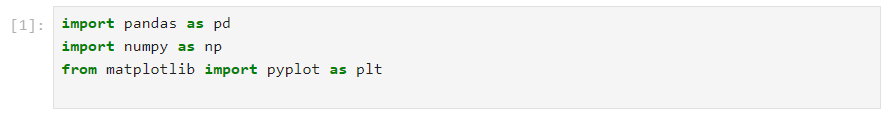 [1]: import pandas as pd
import numpy as np
from matplotlib import pyplot as plt